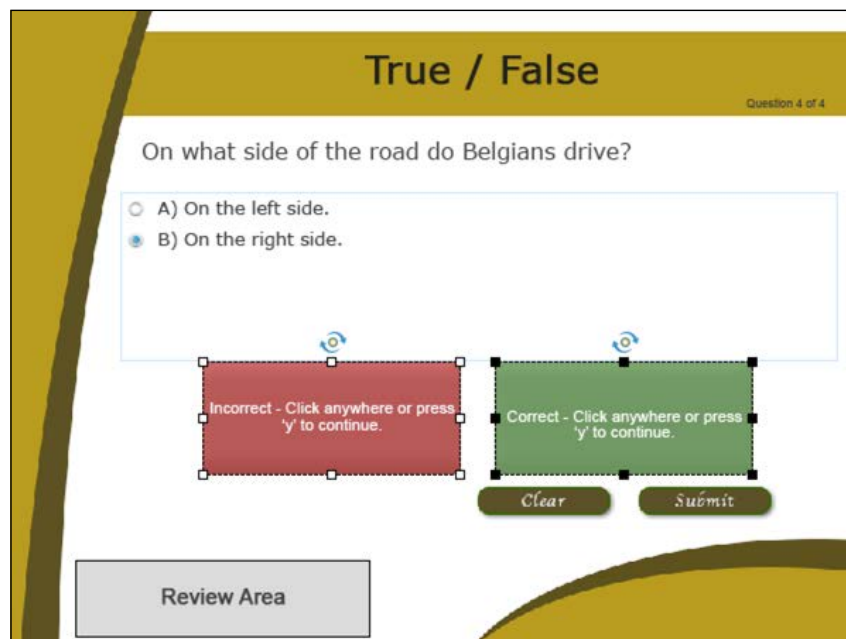 True / False
Question 4 of 4
On what side of the road do Belgians drive?
A) On the left side.
B) On the right side.
Incorrect - Click anywhere or press
'y' to continue.
Correct - Click anywhere or press
'y' to continue.
Clear
Submit
Review Area